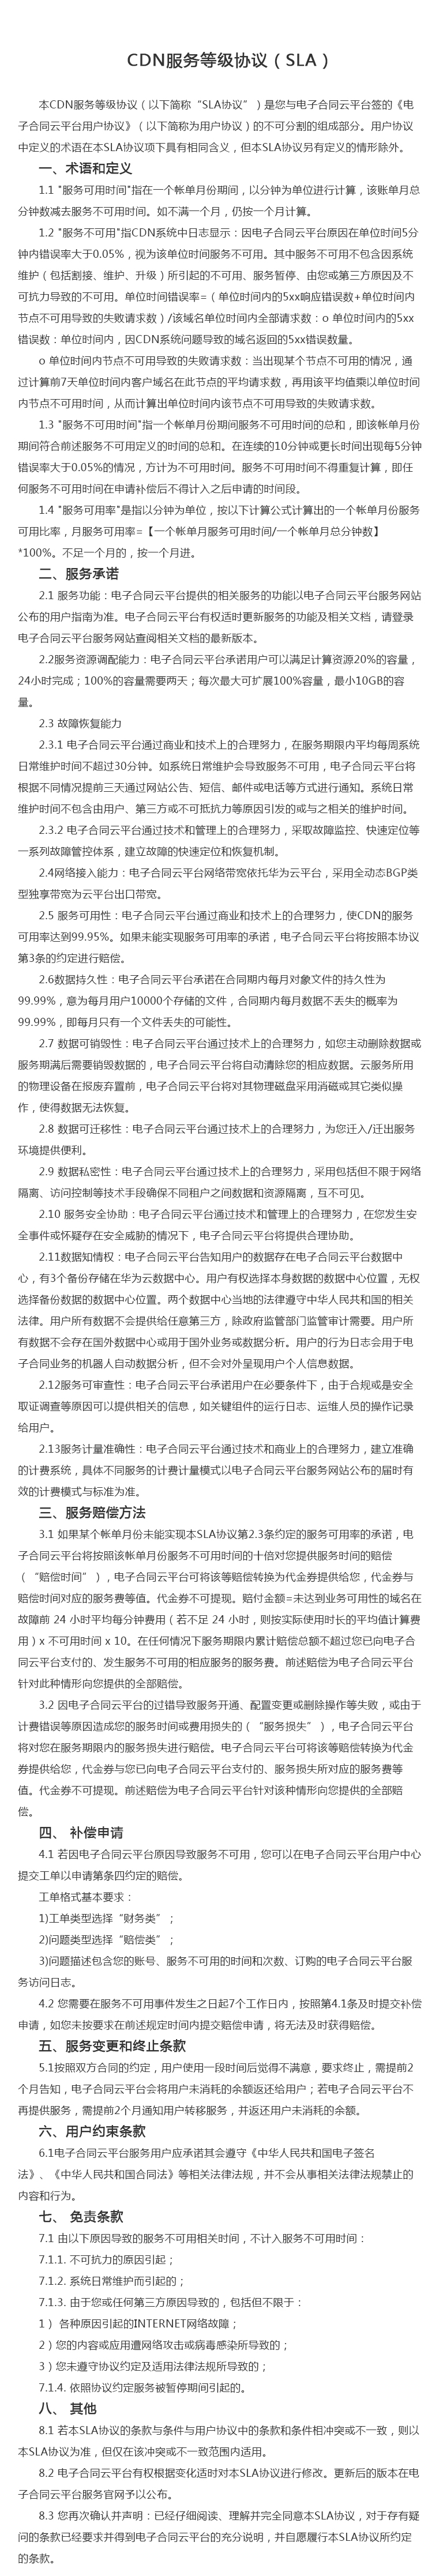 CDN服务等级协议（SLA）
本CDN服务等级协议（以下简称“SLA协议”）是您与电子合同云平台签的《电
子合同云平台用户协议》（以下简称为用户协议）的不可分割的组成部分。用户协议
中定义的术语在本SLA协议项下具有相同含义，但本SLA协议另有定义的情形除外。
一、术语和定义
1.1 "服务可用时间"指在一个帐单月份期间，以分钟为单位进行计算，该账单月总
分钟数减去服务不可用时间。如不满一个月，仍按一个月计算。
1.2 "服务不可用"指CDN系统中日志显示：因电子合同云平台原因在单位时间5分
钟内错误率大于0.05%，视为该单位时间服务不可用。其中服务不可用不包含因系统
维护（包括割接、维护、升级）所引起的不可用、服务暂停、由您或第三方原因及不
可抗力导致的不可用。单位时间错误率=（单位时间内的5xx响应错误数+单位时间内
节点不可用导致的失败请求数）/该域名单位时间内全部请求数：o 单位时间内的5xx
错误数：单位时间内，因CDN系统问题导致的域名返回的5xx错误数量。
o 单位时间内节点不可用导致的失败请求数：当出现某个节点不可用的情况，通
过计算前7天单位时间内客户域名在此节点的平均请求数，再用该平均值乘以单位时间
内节点不可用时间，从而计算出单位时间内该节点不可用导致的失败请求数。
1.3 "服务不可用时间"指一个帐单月份期间服务不可用时间的总和，即该帐单月份
期间符合前述服务不可用定义的时间的总和。在连续的10分钟或更长时间出现每5分钟
错误率大于0.05%的情况，方计为不可用时间。服务不可用时间不得重复计算，即任
何服务不可用时间在申请补偿后不得计入之后申请的时间段。
1.4 "服务可用率"是指以分钟为单位，按以下计算公式计算出的一个帐单月份服务
可用比率，月服务可用率=【一个帐单月服务可用时间/一个帐单月总分钟数】
*100%。不足一个月的，按一个月进。
二、服务承诺
2.1 服务功能：电子合同云平台提供的相关服务的功能以电子合同云平台服务网站
公布的用户指南为准。电子合同云平台有权适时更新服务的功能及相关文档，请登录
电子合同云平台服务网站查阅相关文档的最新版本。
2.2服务资源调配能力：电子合同云平台承诺用户可以满足计算资源20%的容量，
24小时完成；100%的容量需要两天；每次最大可扩展100%容量，最小10GB的容
量。
2.3 故障恢复能力
2.3.1 电子合同云平台通过商业和技术上的合理努力，在服务期限内平均每周系统
日常维护时间不超过30分钟。如系统日常维护会导致服务不可用，电子合同云平台将
根据不同情况提前三天通过网站公告、短信、邮件或电话等方式进行通知。系统日常
维护时间不包含由用户、第三方或不可抵抗力等原因引发的或与之相关的维护时间。
2.3.2 电子合同云平台通过技术和管理上的合理努力，采取故障监控、快速定位等
一系列故障管控体系，建立故障的快速定位和恢复机制。
2.4网络接入能力：电子合同云平台网络带宽依托华为云平台，采用全动态BGP类
型独享带宽为云平台出口带宽。
2.5 服务可用性：电子合同云平台通过商业和技术上的合理努力，使CDN的服务
可用率达到99.95%。如果未能实现服务可用率的承诺，电子合同云平台将按照本协议
第3条的约定进行赔偿。
2.6数据持久性：电子合同云平台承诺在合同期内每月对象文件的持久性为
99.99%，意为每月用户10000个存储的文件，合同期内每月数据不丢失的概率为
99.99%，即每月只有一个文件丢失的可能性。
2.7 数据可销毁性：电子合同云平台通过技术上的合理努力，如您主动删除数据或
服务期满后需要销毁数据的，电子合同云平台将自动清除您的相应数据。云服务所用
的物理设备在报废弃置前，电子合同云平台将对其物理磁盘采用消磁或其它类似操
作，使得数据无法恢复。
2.8 数据可迁移性：电子合同云平台通过技术上的合理努力，为您迁入/迁出服务
环境提供便利。
2.9 数据私密性：电子合同云平台通过技术上的合理努力，采用包括但不限于网络
隔离、访问控制等技术手段确保不同租户之间数据和资源隔离，互不可见。
2.10 服务安全协助：电子合同云平台通过技术和管理上的合理努力，在您发生安
全事件或怀疑存在安全威胁的情况下，电子合同云平台将提供合理协助。
2.11数据知情权：电子合同云平台告知用户的数据存在电子合同云平台数据中
心，有3个备份存储在华为云数据中心。用户有权选择本身数据的数据中心位置，无权
选择备份数据的数据中心位置。两个数据中心当地的法律遵守中华人民共和国的相关
法律。用户所有数据不会提供给任意第三方，除政府监管部门监管审计需要。用户所
有数据不会存在国外数据中心或用于国外业务或数据分析。用户的行为日志会用于电
子合同业务的机器人自动数据分析，但不会对外呈现用户个人信息数据。
2.12服务可审查性：电子合同云平台承诺用户在必要条件下，由于合规或是安全
取证调查等原因可以提供相关的信息，如关键组件的运行日志、运维人员的操作记录
给用户。
2.13服务计量准确性：电子合同云平台通过技术和商业上的合理努力，建立准确
的计费系统，具体不同服务的计费计量模式以电子合同云平台服务网站公布的届时有
效的计费模式与标准为准。
三、服务赔偿方法
3.1 如果某个帐单月份未能实现本SLA协议第2.3条约定的服务可用率的承诺，电
子合同云平台将按照该帐单月份服务不可用时间的十倍对您提供服务时间的赔偿
（“赔偿时间”），电子合同云平台可将该等赔偿转换为代金券提供给您，代金券与
赔偿时间对应的服务费等值。代金券不可提现。赔付金额=未达到业务可用性的域名在
故障前 24 小时平均每分钟费用（若不足 24 小时，则按实际使用时长的平均值计算费
用）x 不可用时间 x 10。在任何情况下服务期限内累计赔偿总额不超过您已向电子合
同云平台支付的、发生服务不可用的相应服务的服务费。前述赔偿为电子合同云平台
针对此种情形向您提供的全部赔偿。
3.2 因电子合同云平台的过错导致服务开通、配置变更或删除操作等失败，或由于
计费错误等原因造成您的服务时间或费用损失的（“服务损失”），电子合同云平台
将对您在服务期限内的服务损失进行赔偿。电子合同云平台可将该等赔偿转换为代金
券提供给您，代金券与您已向电子合同云平台支付的、服务损失所对应的服务费等
值。代金券不可提现。前述赔偿为电子合同云平台针对该种情形向您提供的全部赔
偿。
四、 补偿申请
4.1 若因电子合同云平台原因导致服务不可用，您可以在电子合同云平台用户中心
提交工单以申请第条四约定的赔偿。
工单格式基本要求：
1)工单类型选择“财务类”；
2)问题类型选择“赔偿类”；
3)问题描述包含您的账号、服务不可用的时间和次数、订购的电子合同云平台服
务访问日志。
4.2 您需要在服务不可用事件发生之日起7个工作日内，按照第4.1条及时提交补偿
申请，如您未按要求在前述规定时间内提交赔偿申请，将无法及时获得赔偿。
五、服务变更和终止条款
5.1按照双方合同的约定，用户使用一段时间后觉得不满意，要求终止，需提前2
个月告知，电子合同云平台会将用户未消耗的余额返还给用户；若电子合同云平台不
再提供服务，需提前2个月通知用户转移服务，并返还用户未消耗的余额。
六、用户约束条款
6.1电子合同云平台服务用户应承诺其会遵守《中华人民共和国电子签名
法》、《中华人民共和国合同法》等相关法律法规，并不会从事相关法律法规禁止的
内容和行为。
七、 免责条款
7.1 由以下原因导致的服务不可用相关时间，不计入服务不可用时间：
7.1.1. 不可抗力的原因引起；
7.1.2. 系统日常维护而引起的；
7.1.3. 由于您或任何第三方原因导致的，包括但不限于：
1 ） 各种原因引起的INTERNET网络故障；
2 ）您的内容或应用遭网络攻击或病毒感染所导致的；
3 ）您未遵守协议约定及适用法律法规所导致的；
7.1.4. 依照协议约定服务被暂停期间引起的。
八、 其他
8.1 若本SLA协议的条款与条件与用户协议中的条款和条件相冲突或不一致，则以
本SLA协议为准，但仅在该冲突或不一致范围内适用。
8.2 电子合同云平台有权根据变化适时对本SLA协议进行修改。更新后的版本在电
子合同云平台服务官网予以公布。
8.3 您再次确认并声明：已经仔细阅读、理解并完全同意本SLA协议，对于存有疑
问的条款已经要求并得到电子合同云平台的充分说明，并自愿履行本SLA协议所约定
的条款。